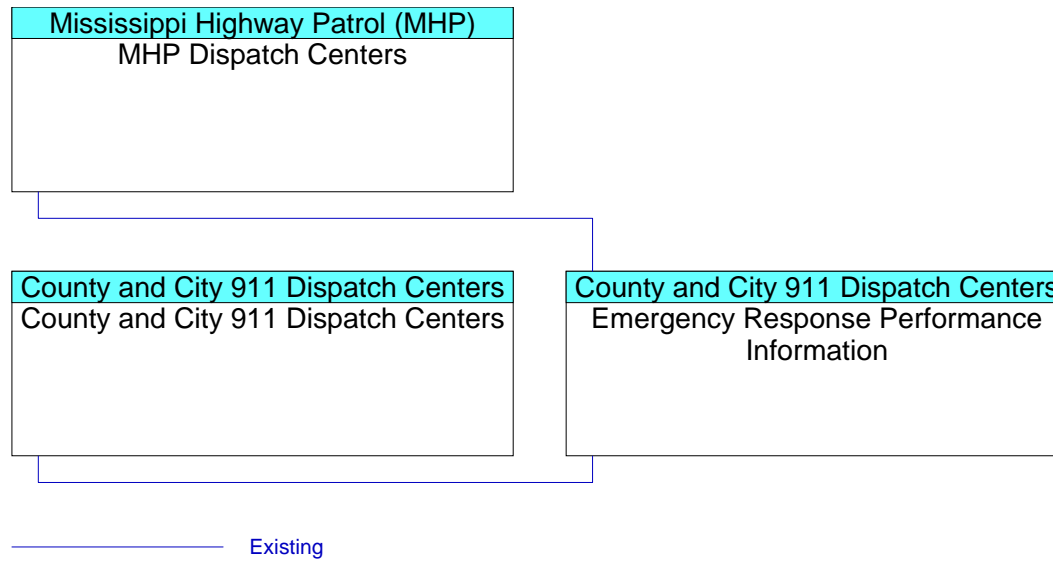 Mississippi Highway Patrol (MHP)
MHP Dispatch Centers
County and City 911 Dispatch Centers
County and City 911 Dispatch Centers
County and City 911 Dispatch Centers
Emergency Response Performance
Information
Existing